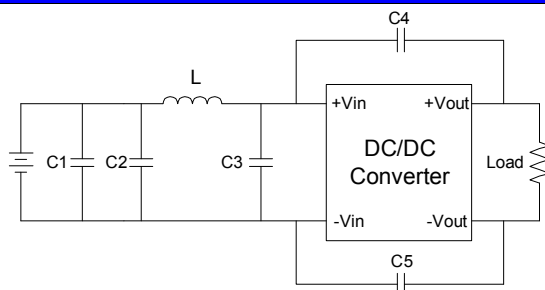 C4
L
+Vin +Vout
C1 C2 C3 DC/DC Load
Converter
-Vin -Vout
C5